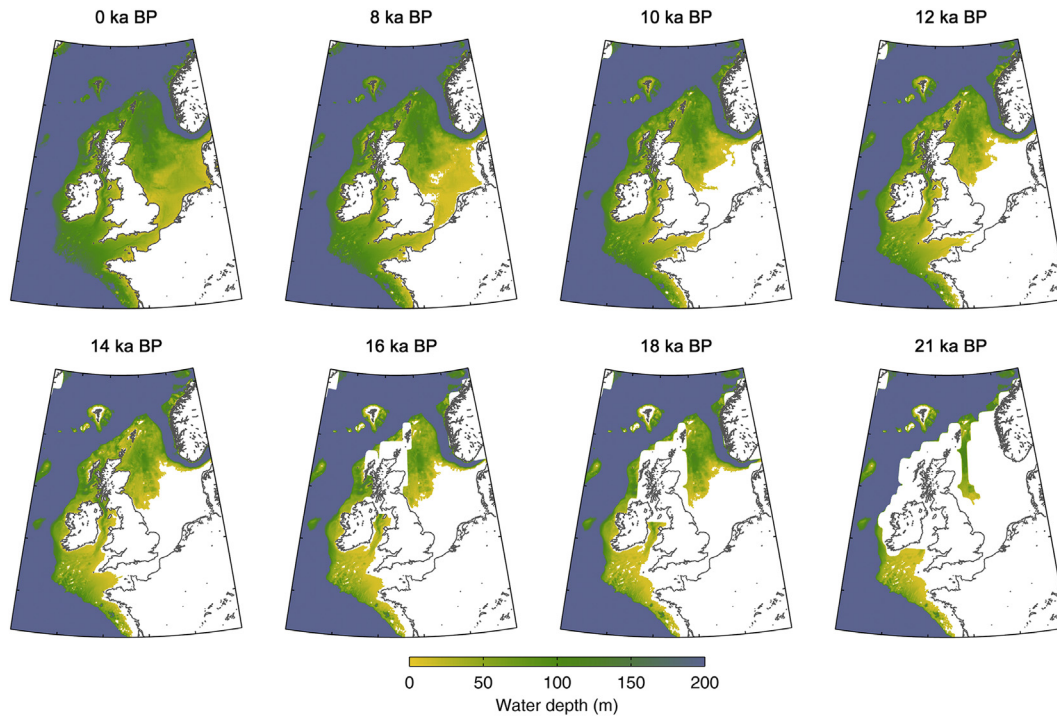 0 ka BP
8 ka BP
10 ka BP
12 ka BP
14 ka BP
16 ka BP
18 ka BP
21 ka BP
0 50 100 150 200
Water depth (m)